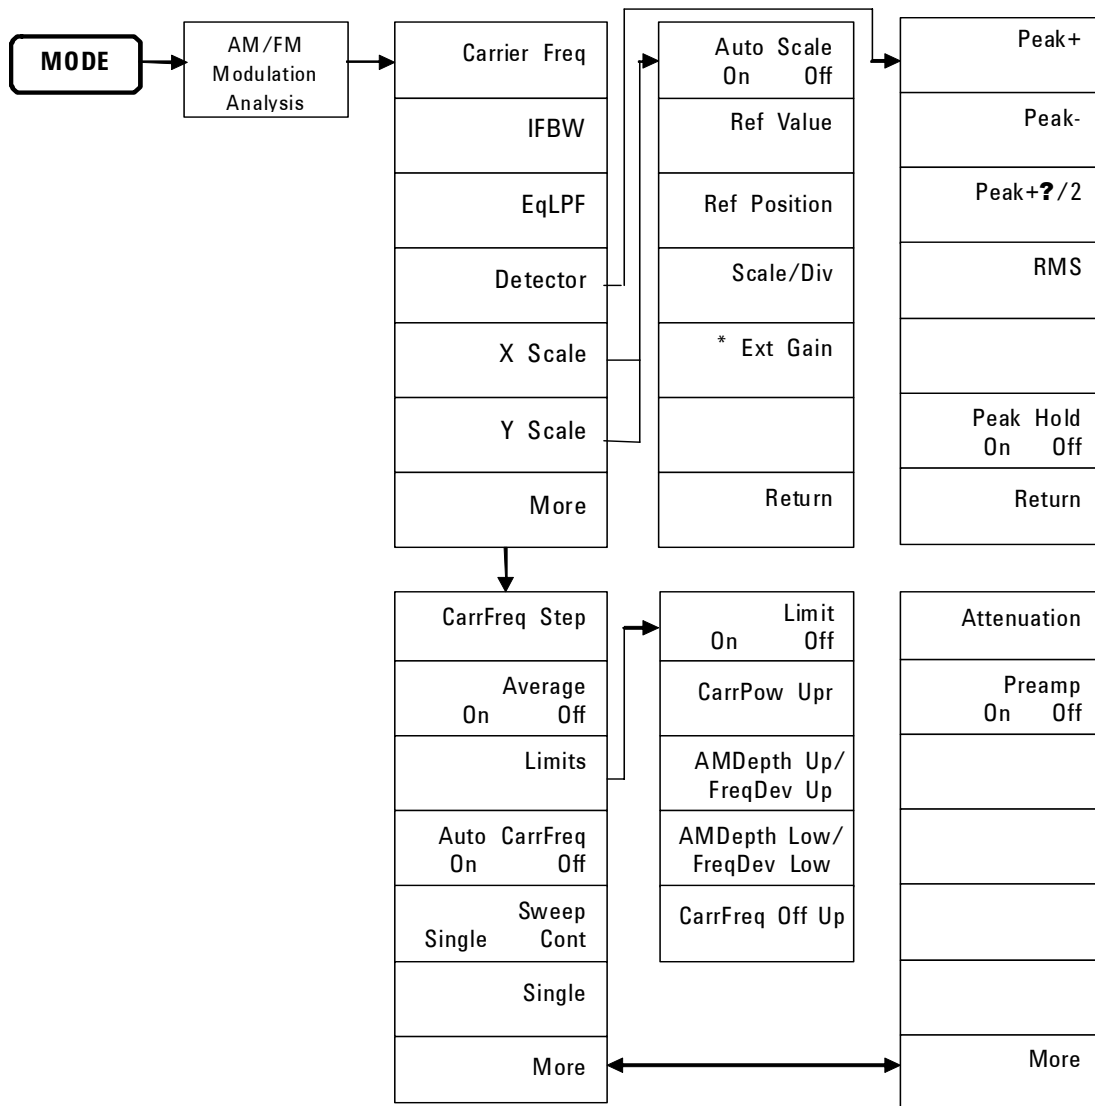 MODE
AM/FM
Modulation
Analysis
Carrier Freq
IFBW
EqLPF
Detector
X Scale
Y Scale
More
Auto Scale
On Off
Ref Value
Ref Position
Scale/Div
* Ext Gain
Return
Peak+
Peak-
Peak+?/2
RMS
Peak Hold
On Off
Return
CarrFreq Step
Average
On Off
Limits
Auto CarrFreq
On Off
Sweep
Single Cont
Single
More
Limit
On Off
CarrPow Upr
AMDepth Up/
FreqDev Up
AMDepth Low/
FreqDev Low
CarrFreq Off Up
Attenuation
Preamp
On Off
More